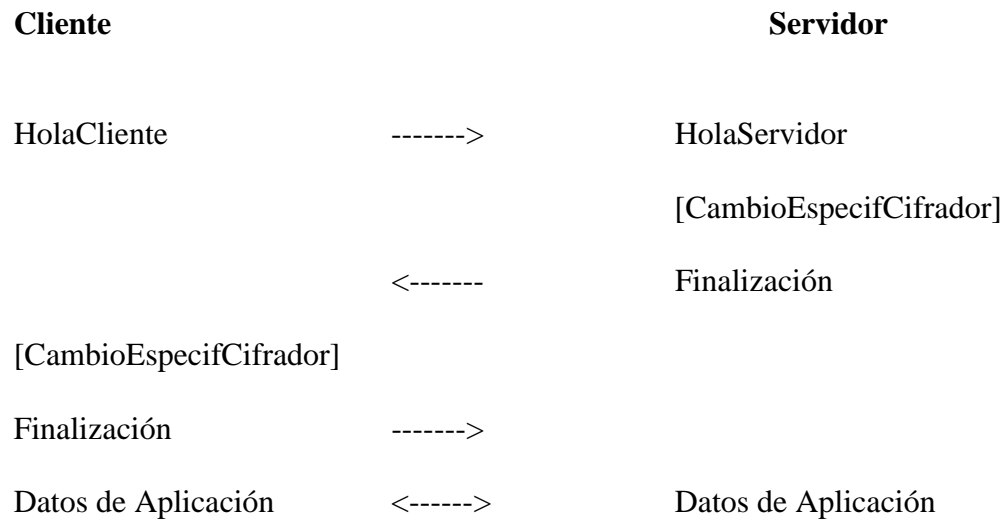 Cliente Servidor
HolaCliente -------> HolaServidor
[CambioEspecifCifrador]
<------- Finalización
[CambioEspecifCifrador]
Finalización ------->
Datos de Aplicación <------> Datos de Aplicación